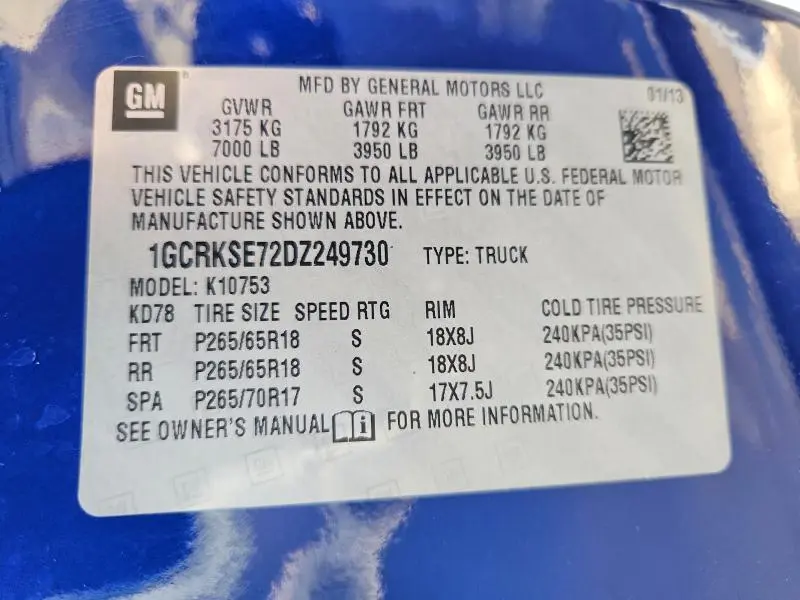 GM
MFD BY GENERAL MOTORS LLC 01/13
GVWR GAWR FRT GAWR RR
3175 KG 1792 KG 1792 KG
7000 LB 3950 LB 3950 LB
THIS VEHICLE CONFORMS TO ALL APPLICABLE U.S. FEDERAL MOTOR
VEHICLE SAFETY STANDARDS IN EFFECT ON THE DATE OF
MANUFACTURE SHOWN ABOVE.
1GCRKSE72DZ249730 TYPE: TRUCK
MODEL: K10753
KD78 TIRE SIZE SPEED RTG RIM COLD TIRE PRESSURE
FRT P265/65R18 S 18X8J 240KPA(35PSI)
RR P265/65R18 S 18X8J 240KPA(35PSI)
SPA P265/70R17 S 17X7.5J 240KPA(35PSI)
SEE OWNER'S MANUAL i FOR MORE INFORMATION.